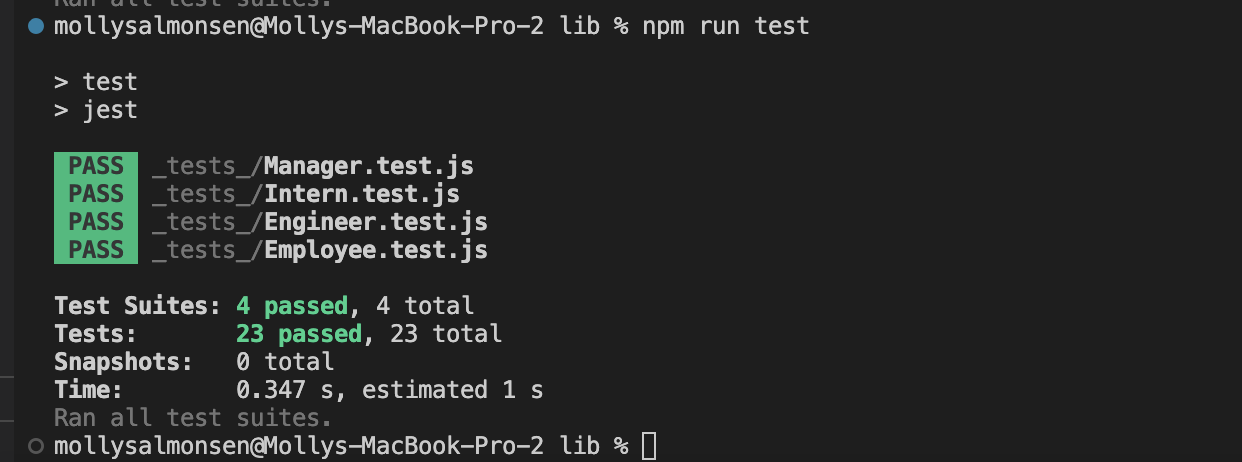 Ran all test suites.
mollysalmonsen@Mollys-MacBook-Pro-2 lib % npm run test
> test
> jest
PASS _tests_/Manager.test.js
PASS _tests_/Intern.test.js
PASS _tests_/Engineer.test.js
PASS _tests_/Employee.test.js
Test Suites: 4 passed, 4 total
Tests: 23 passed, 23 total
Snapshots: 0 total
Time: 0.347 s, estimated 1 s
Ran all test suites.
mollysalmonsen@Mollys-MacBook-Pro-2 lib %